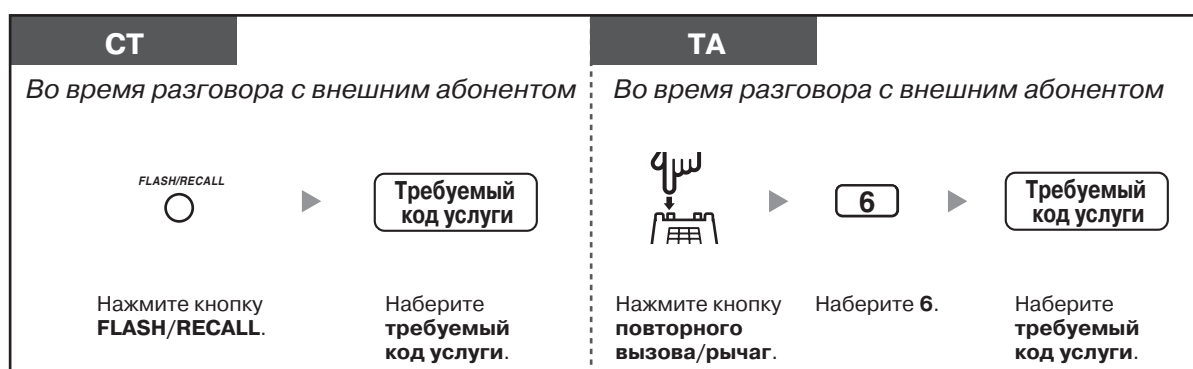 СТ
Во время разговора с внешним абонентом
FLASH/RECALL
Требуемый
код услуги
Нажмите кнопку
FLASH/RECALL.
Наберите
требуемый
код услуги.
ТА
Во время разговора с внешним абонентом
6
Требуемый
код услуги
Нажмите кнопку
повторного
вызова/рычаг.
Наберите 6.
Наберите
требуемый
код услуги.